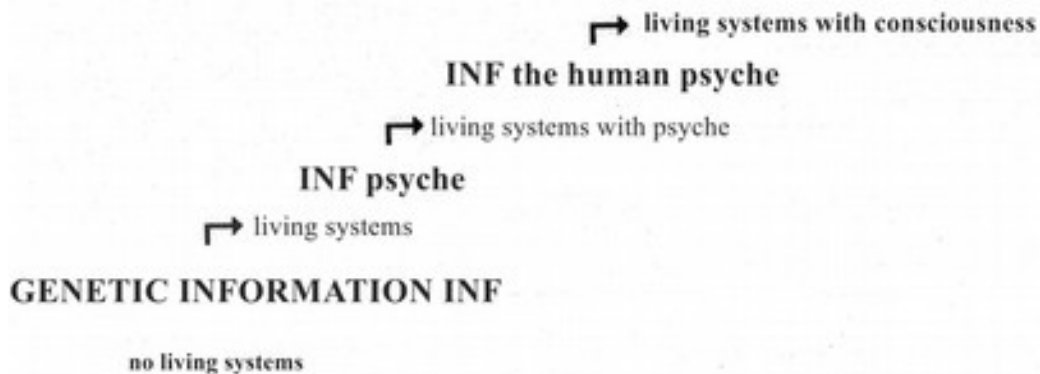 living systems with consciousness
INF the human psyche
living systems with psyche
INF psyche
living systems
GENETIC INFORMATION INF
no living systems